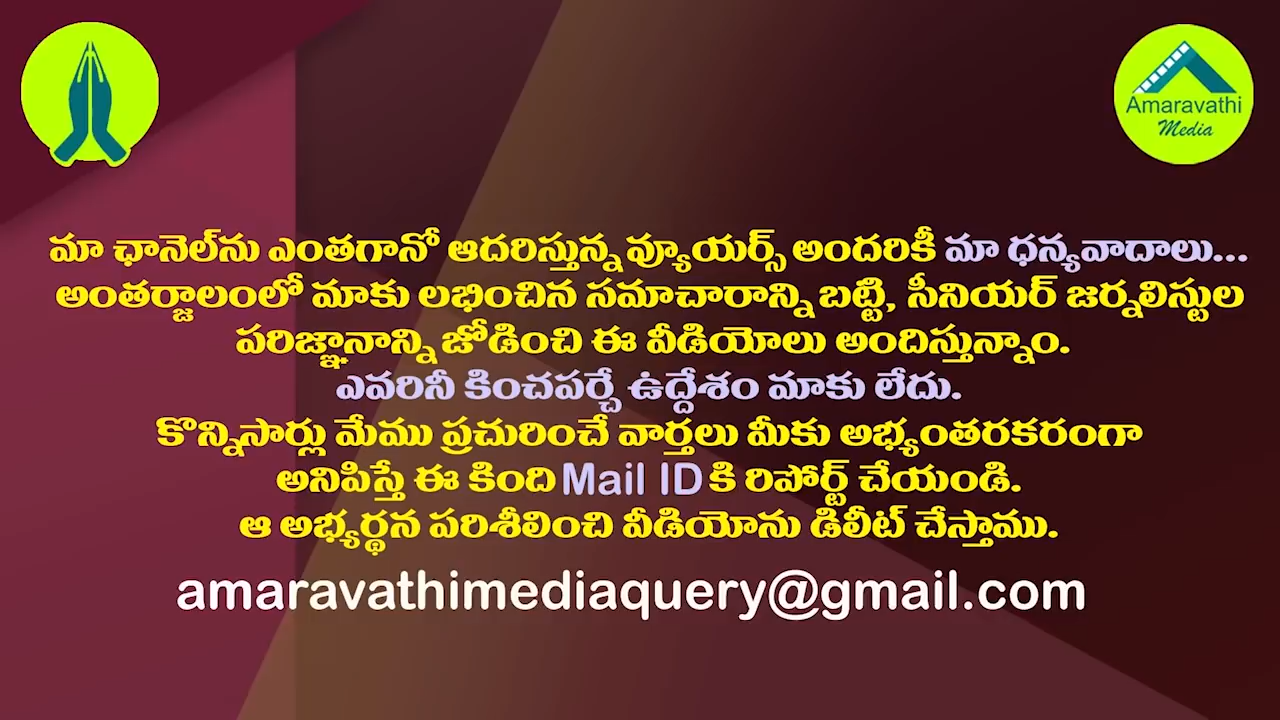 Amaravathi
Media
మా ఛానెల్‌ను ఎంతగానో ఆదరిస్తున్న వ్యూయర్స్ అందరికీ మా ధన్యవాదాలు...
అంతర్జాలంలో మాకు లభించిన సమాచారాన్ని బట్టి, సీనియర్ జర్నలిస్టుల
పరిజ్ఞానాన్ని జోడించి ఈ వీడియోలు అందిస్తున్నాం.
ఎవరినీ కించపర్చే ఉద్దేశం మాకు లేదు.
కొన్నిసార్లు మేము ప్రచురించే వార్తలు మీకు అభ్యంతరకరంగా
అనిపిస్తే ఈ కింది Mail ID కి రిపోర్ట్ చేయండి.
ఆ అభ్యర్థన పరిశీలించి వీడియోను డిలీట్ చేస్తాము.
amaravathimediaquery@gmail.com